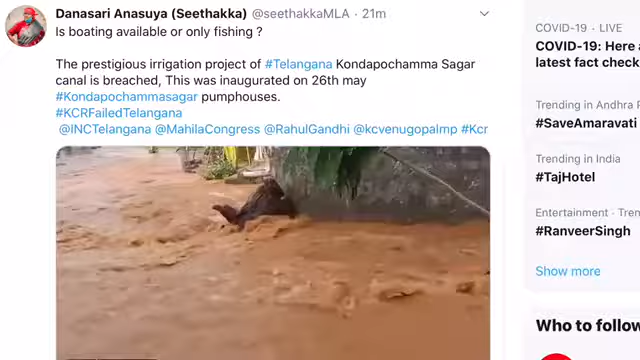 Danasari Anasuya (Seethakka) @seethakkaMLA · 21m
Is boating available or only fishing ?
The prestigious irrigation project of #Telangana Kondapochamma Sagar
canal is breached, This was inaugurated on 26th may
#Kondapochammasagar pumphouses.
#KCRFailedTelangana
@INCTelangana @MahilaCongress @RahulGandhi @kcvenugopalmp #Kcr
COVID-19 · LIVE
COVID-19: Here a
latest fact check
Trending in Andhra P
#SaveAmaravati
Trending in India
#TajHotel
Entertainment · Tren
#RanveerSingh
Show more
Who to follow